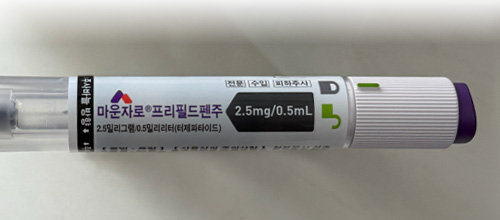 전문 수입 피하주사
마운자로®프리필드펜주
2.5mg/0.5mL
2.5밀리그램/0.5밀리리터(터제파타이드)